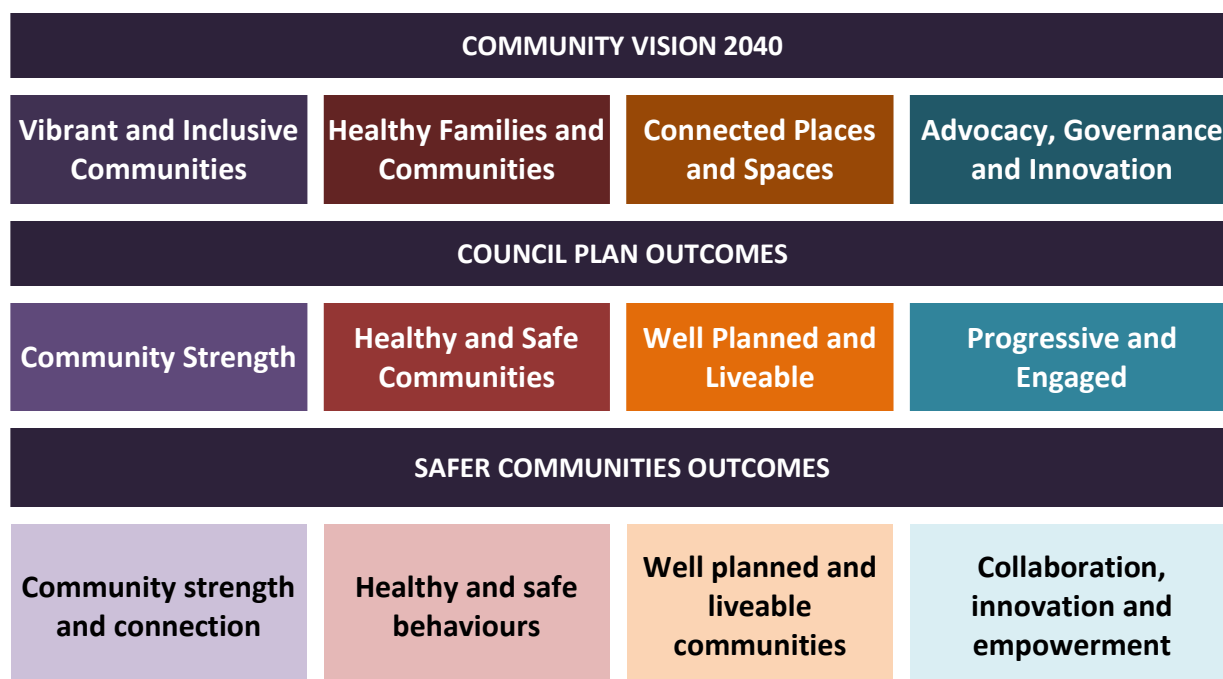 COMMUNITY VISION 2040
Vibrant and Inclusive
Communities
Healthy Families and
Communities
Connected Places
and Spaces
Advocacy, Governance
and Innovation
COUNCIL PLAN OUTCOMES
Community Strength
Healthy and Safe
Communities
Well Planned and
Liveable
Progressive and
Engaged
SAFER COMMUNITIES OUTCOMES
Community strength
and connection
Healthy and safe
behaviours
Well planned and
liveable
communities
Collaboration,
innovation and
empowerment